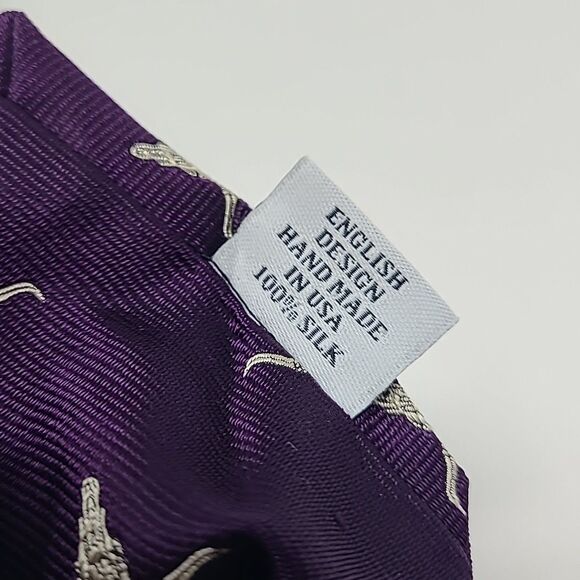 ENGLISH
DESIGN
HAND MADE
IN USA
100% SILK